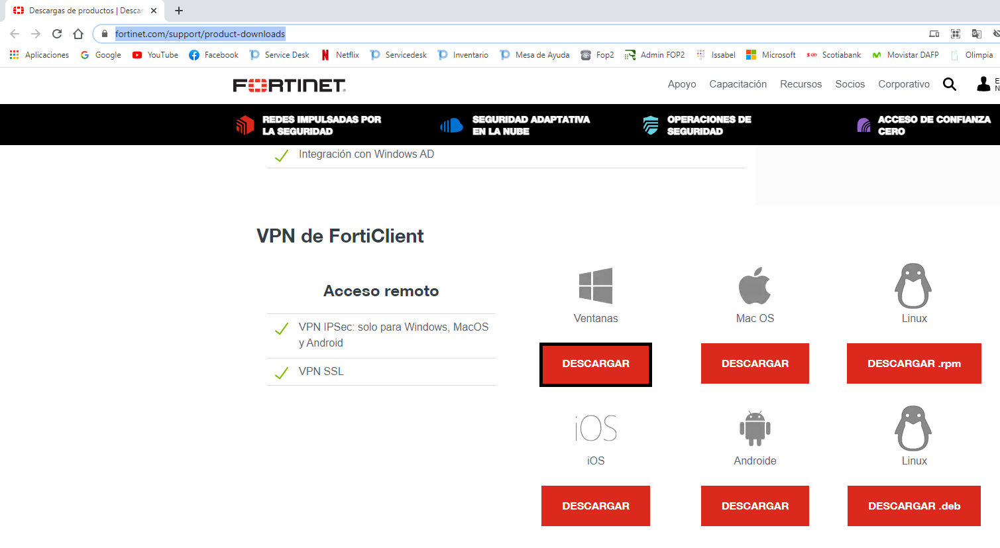 Descargas de productos | Descar
fortinet.com/support/product-downloads
Aplicaciones Google YouTube Facebook Service Desk Netflix Servicedesk Inventario Mesa de Ayuda Fop2 Admin FOP2 Issabel Microsoft Scotiabank Movistar DAFP Olimpia
FORTINET
Apoyo Capacitación Recursos Socios Corporativo
REDES IMPULSADAS POR
LA SEGURIDAD
SEGURIDAD ADAPTATIVA
EN LA NUBE
OPERACIONES DE
SEGURIDAD
ACCESO DE CONFIANZA
CERO
Integración con Windows AD
VPN de FortiClient
Acceso remoto
VPN IPSec: solo para Windows, MacOS
y Android
VPN SSL
Ventanas Mac OS Linux
DESCARGAR DESCARGAR DESCARGAR .rpm
iOS
iOS Androide Linux
DESCARGAR DESCARGAR DESCARGAR .deb